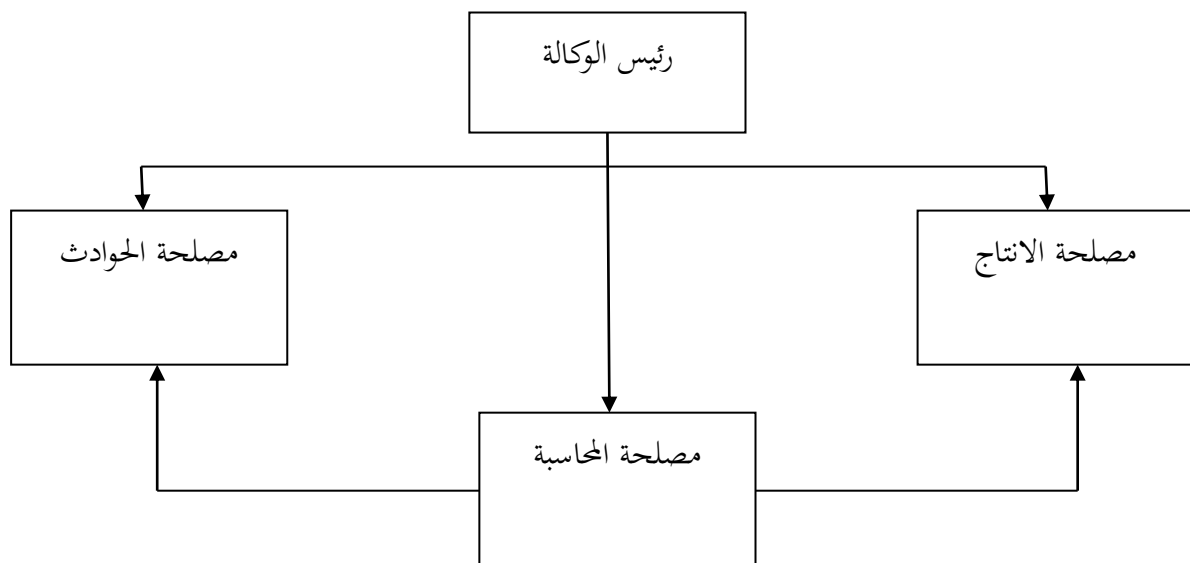 رئيس الوكالة
مصلحة الانتاج
مصلحة الحوادث
مصلحة المحاسبة